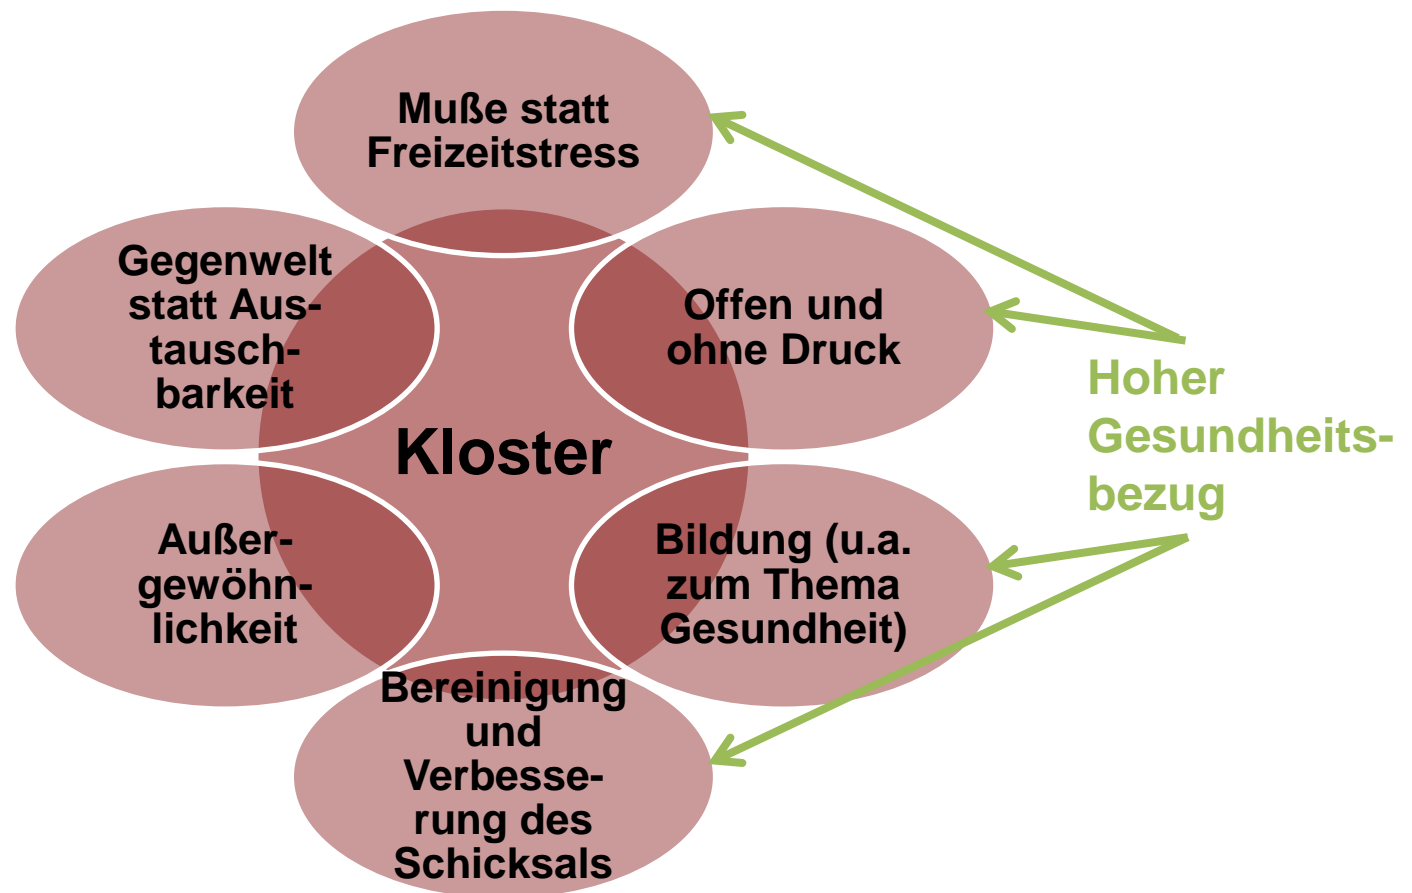 Muße statt
Freizeitstress
Gegenwelt
statt Aus-
tausch-
barkeit
Offen und
ohne Druck
Hoher
Gesundheits-
bezug
Kloster
Außer-
gewöhn-
lichkeit
Bildung (u.a.
zum Thema
Gesundheit)
Bereinigung
und
Verbesse-
rung des
Schicksals